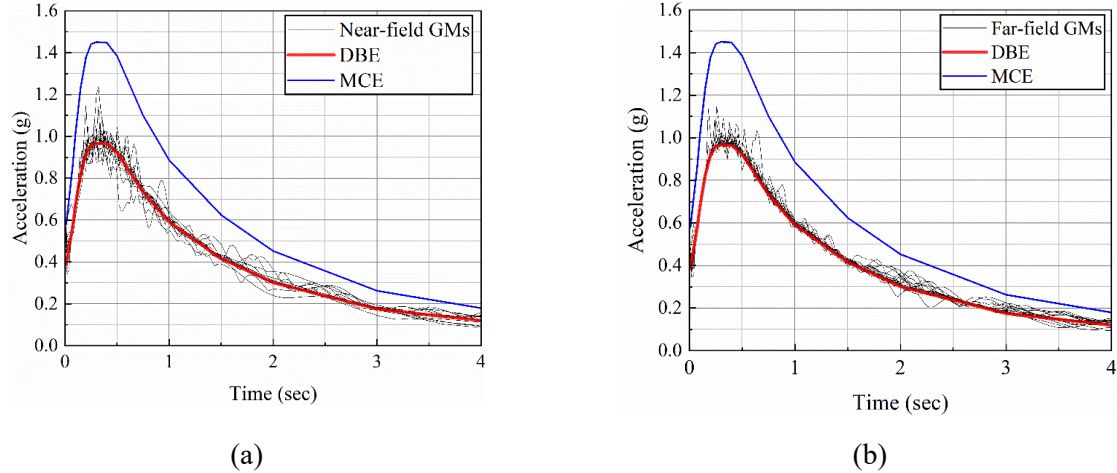 Near-field GMs
DBE
MCE
Acceleration (g)
1.6
1.4
1.2
1.0
0.8
0.6
0.4
0.2
0.0
0 1 2 3 4
Time (sec)
(a)
Far-field GMs
DBE
MCE
Acceleration (g)
1.6
1.4
1.2
1.0
0.8
0.6
0.4
0.2
0.0
0 1 2 3 4
Time (sec)
(b)